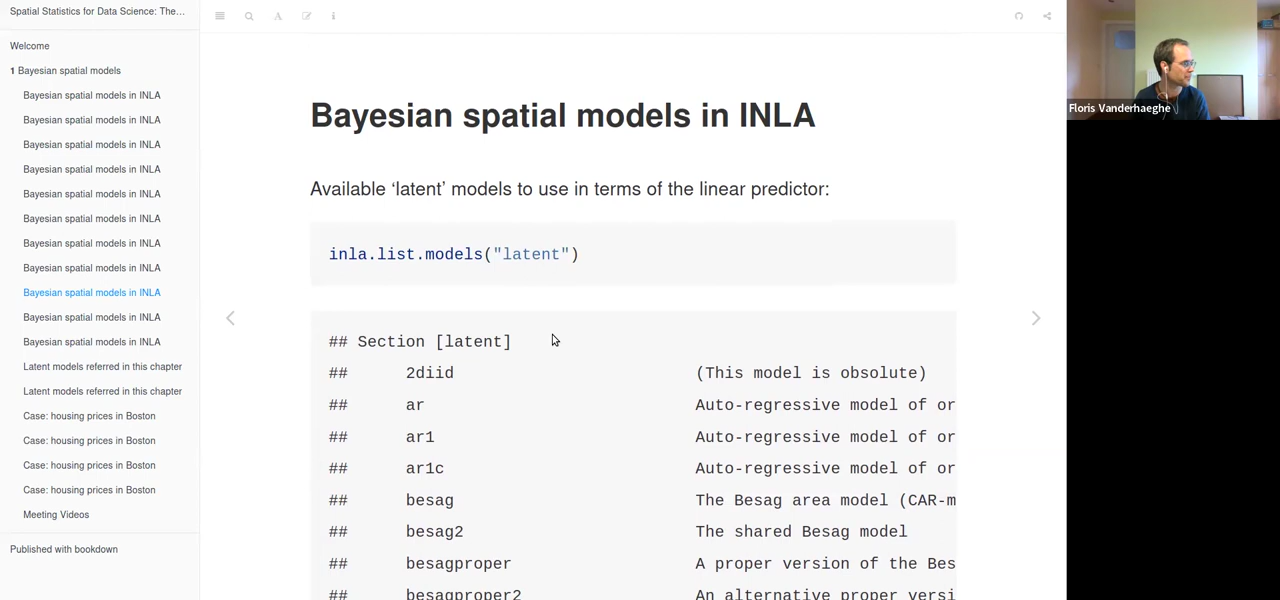 Spatial Statistics for Data Science: The...
Welcome
1 Bayesian spatial models
Bayesian spatial models in INLA
Bayesian spatial models in INLA
Bayesian spatial models in INLA
Bayesian spatial models in INLA
Bayesian spatial models in INLA
Bayesian spatial models in INLA
Bayesian spatial models in INLA
Bayesian spatial models in INLA
Bayesian spatial models in INLA
Bayesian spatial models in INLA
Bayesian spatial models in INLA
Latent models referred in this chapter
Latent models referred in this chapter
Case: housing prices in Boston
Case: housing prices in Boston
Case: housing prices in Boston
Case: housing prices in Boston
Meeting Videos
Published with bookdown
Bayesian spatial models in INLA
Available ‘latent’ models to use in terms of the linear predictor:
inla.list.models("latent")
## Section [latent]
## 2diid (This model is obsolute)
## ar Auto-regressive model of or
## ar1 Auto-regressive model of or
## ar1c Auto-regressive model of or
## besag The Besag area model (CAR-m
## besag2 The shared Besag model
## besagproper A proper version of the Bes
## besagproper2 An alternative proper versi
Floris Vanderhaeghe